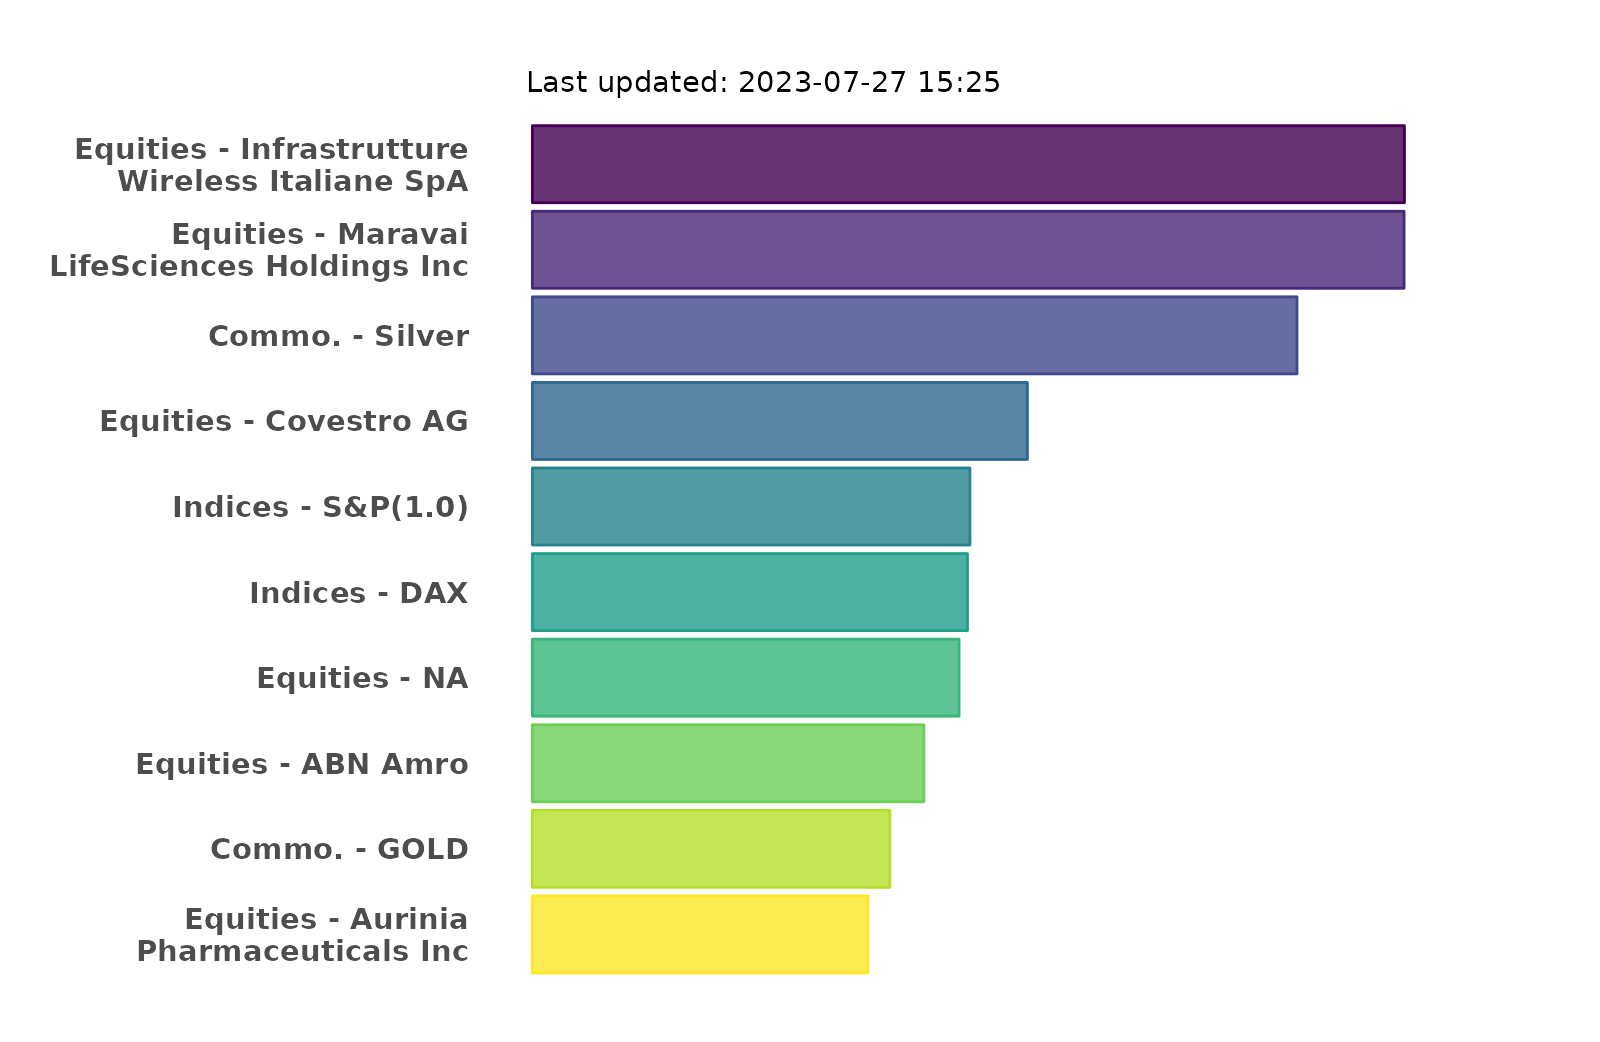 Last updated: 2023-07-27 15:25
Equities - Infrastrutture
Wireless Italiane SpA
Equities - Maravai
LifeSciences Holdings Inc
Commo. - Silver
Equities - Covestro AG
Indices - S&P(1.0)
Indices - DAX
Equities - NA
Equities - ABN Amro
Commo. - GOLD
Equities - Aurinia
Pharmaceuticals Inc